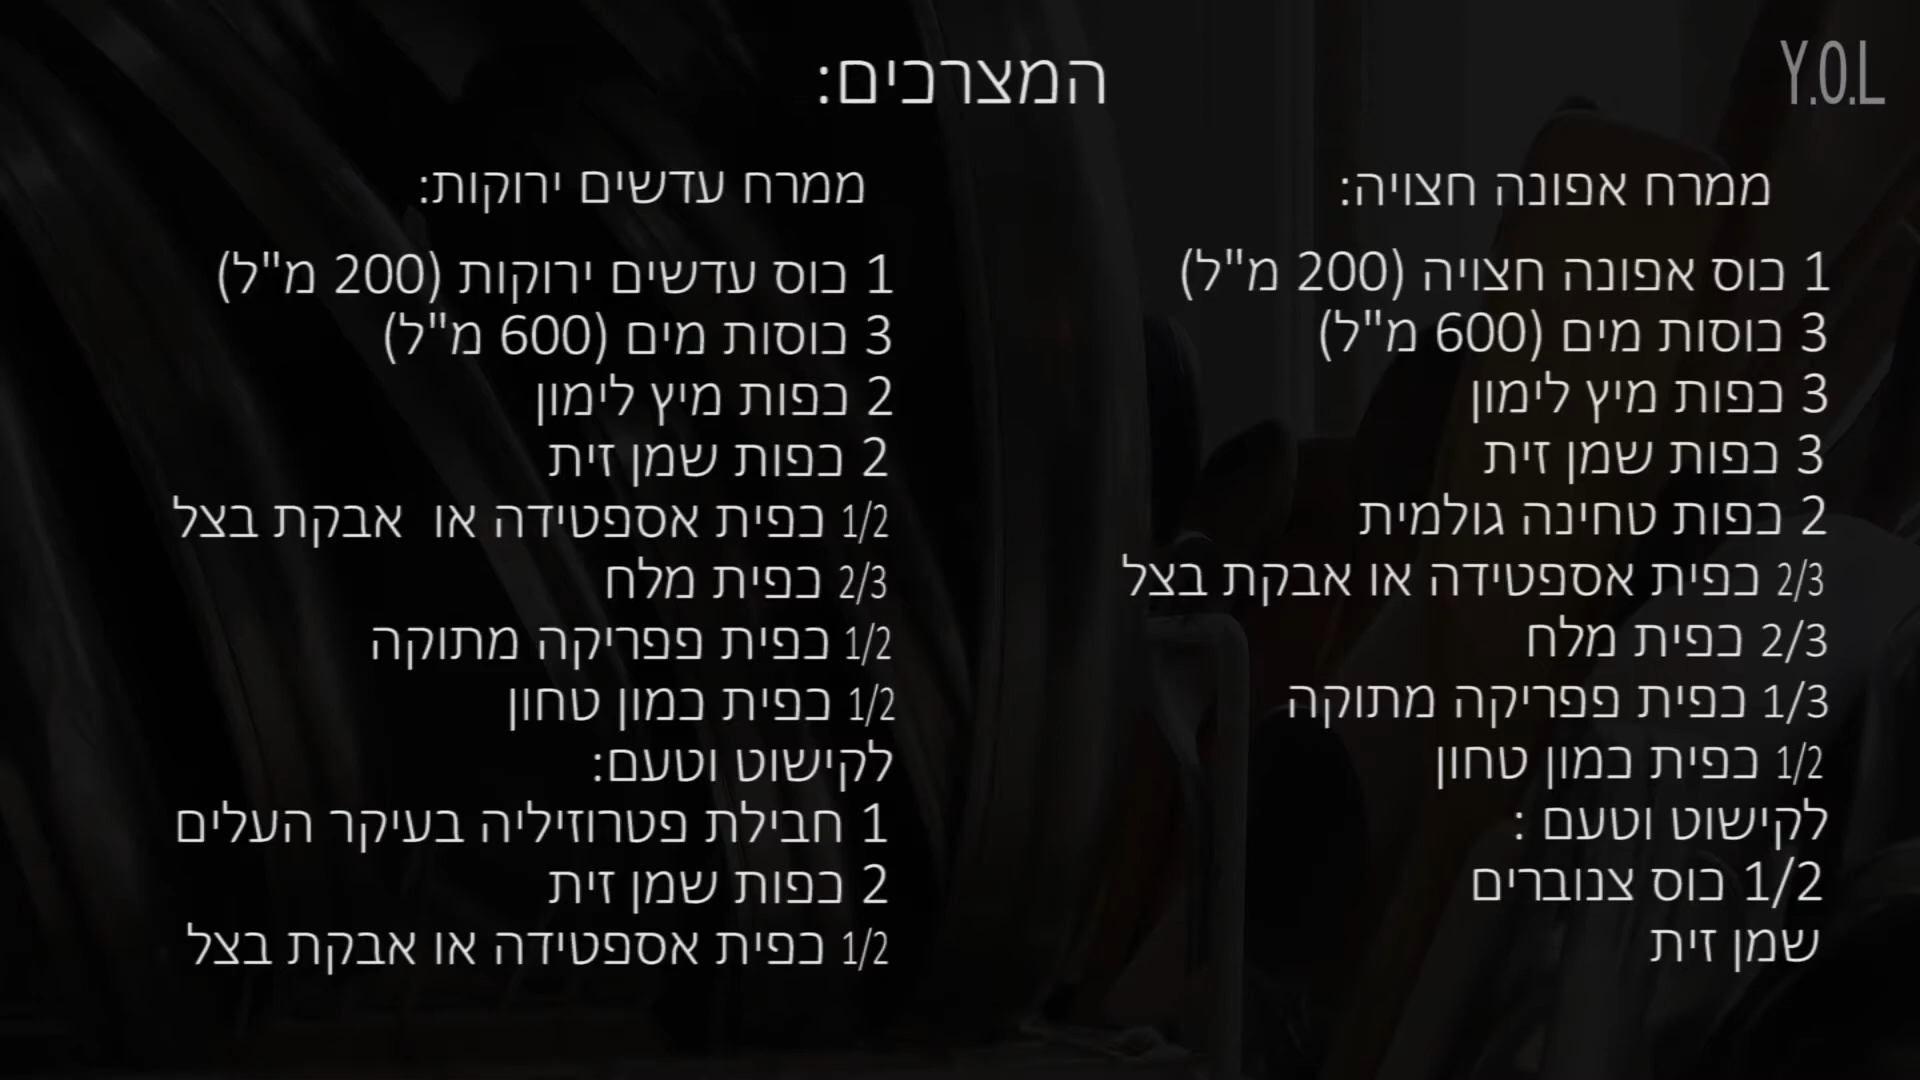 המצרכים:
Y.O.L
ממרח אפונה חצויה:
1 כוס אפונה חצויה (200 מ"ל)
3 כוסות מים (600 מ"ל)
3 כפות מיץ לימון
3 כפות שמן זית
2 כפות טחינה גולמית
2/3 כפית אספטידה או אבקת בצל
2/3 כפית מלח
1/3 כפית פפריקה מתוקה
1/2 כפית כמון טחון
לקישוט וטעם :
1/2 כוס צנוברים
שמן זית
ממרח עדשים ירוקות:
1 כוס עדשים ירוקות (200 מ"ל)
3 כוסות מים (600 מ"ל)
2 כפות מיץ לימון
2 כפות שמן זית
1/2 כפית אספטידה או  אבקת בצל
2/3 כפית מלח
1/2 כפית פפריקה מתוקה
1/2 כפית כמון טחון
לקישוט וטעם:
1 חבילת פטרוזיליה בעיקר העלים
2 כפות שמן זית
1/2 כפית אספטידה או אבקת בצל